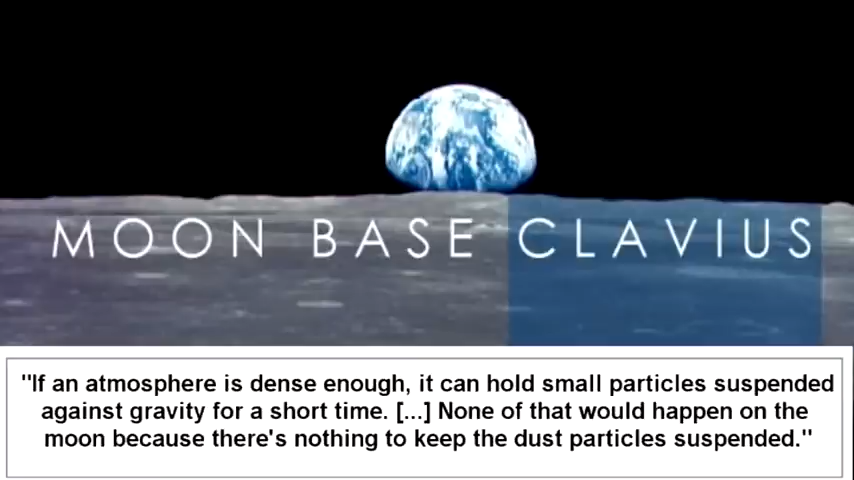 MOON BASE CLAVIUS
"If an atmosphere is dense enough, it can hold small particles suspended
against gravity for a short time. [...] None of that would happen on the
moon because there's nothing to keep the dust particles suspended."